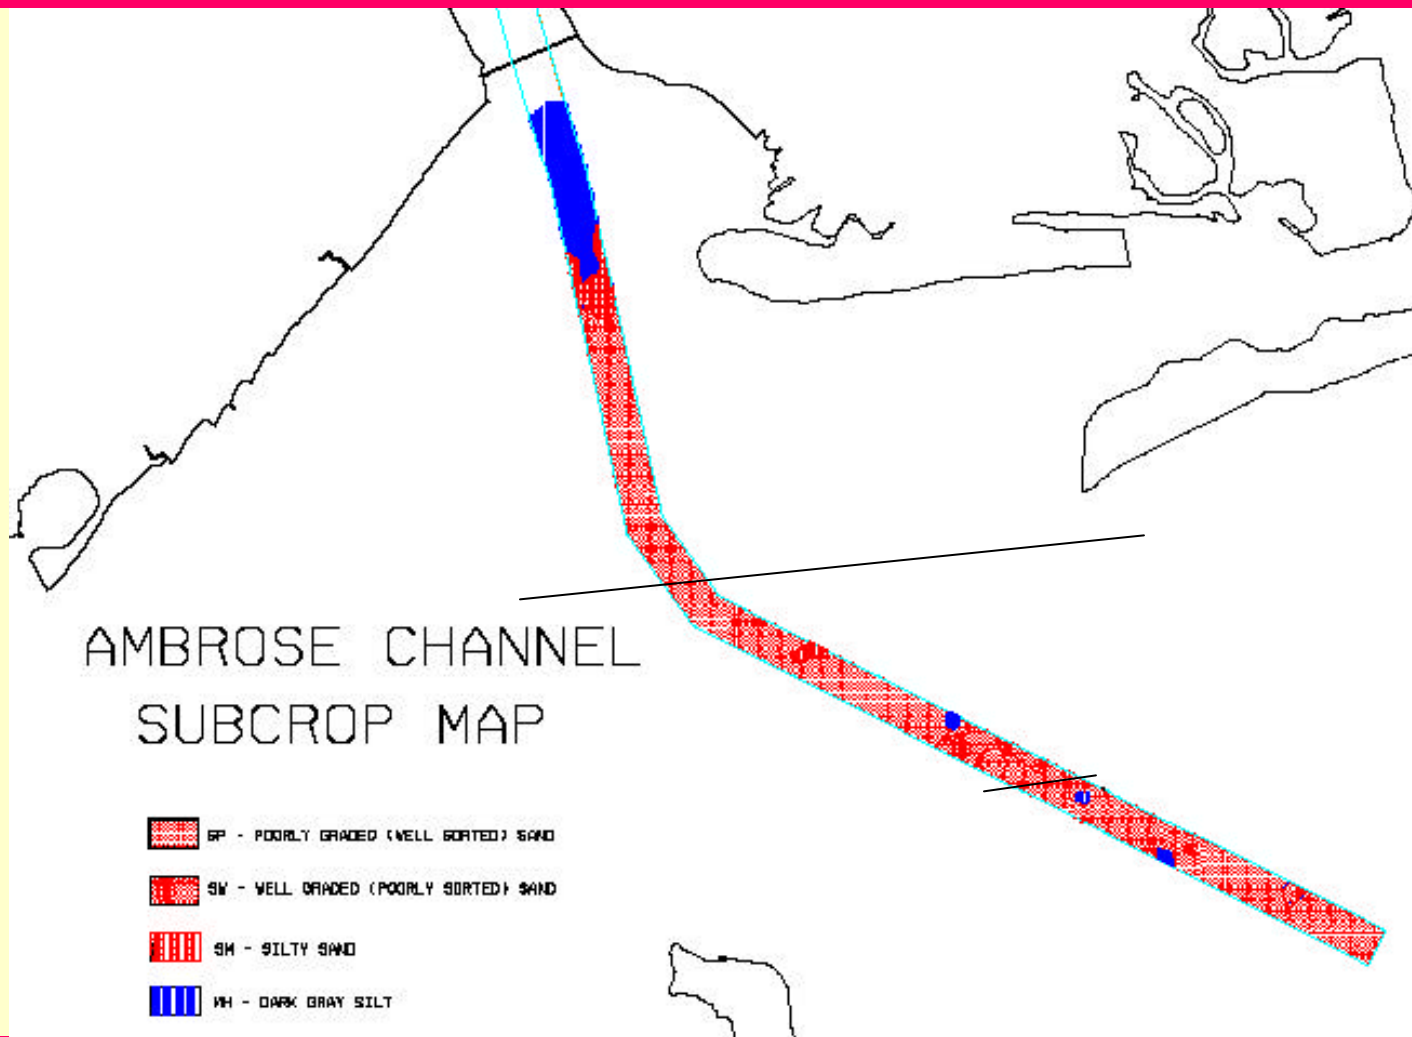 AMBROSE CHANNEL
SUBCROP MAP
SP - POORLY GRADED (WELL SORTED) SAND
SW - WELL GRADED (POORLY SORTED) SAND
SM - SILTY SAND
MH - DARK GRAY SILT